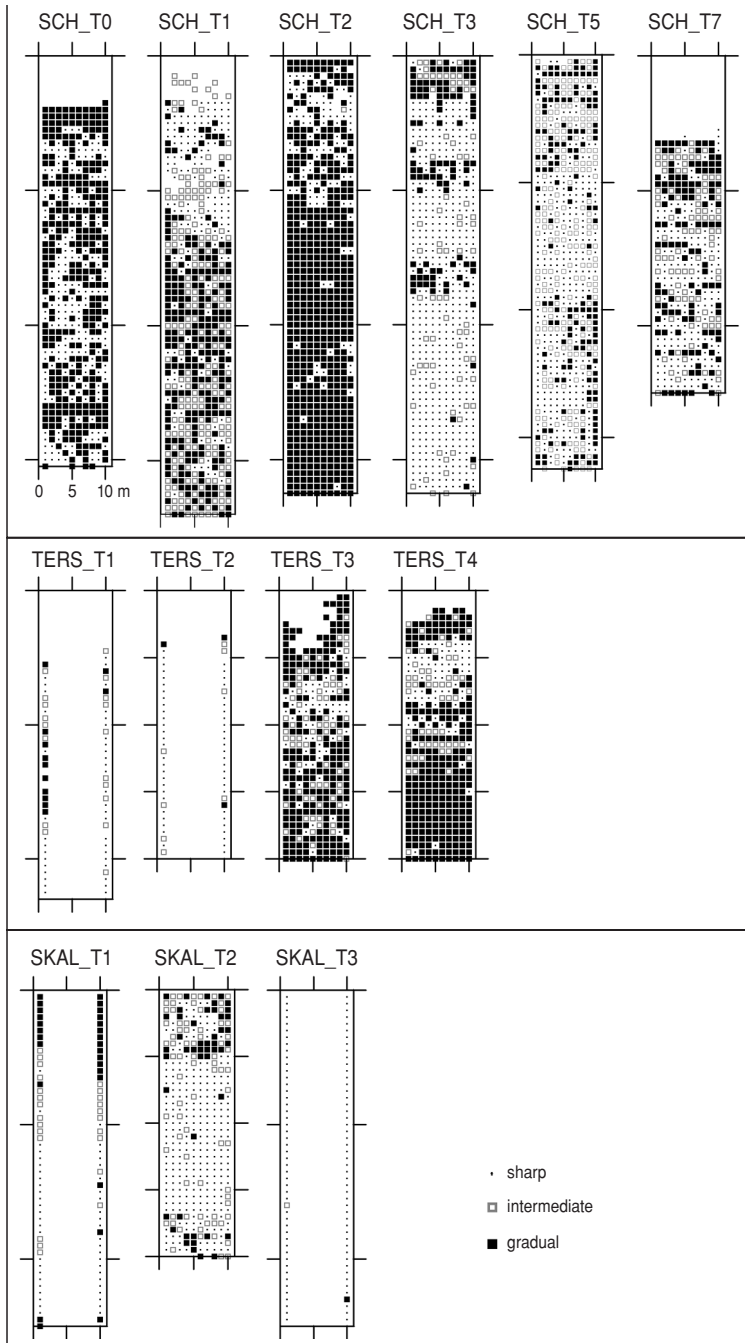 SCH_T0 SCH_T1 SCH_T2 SCH_T3 SCH_T5 SCH_T7
0 5 10 m
TERS_T1 TERS_T2 TERS_T3 TERS_T4
SKAL_T1 SKAL_T2 SKAL_T3
sharp
intermediate
gradual